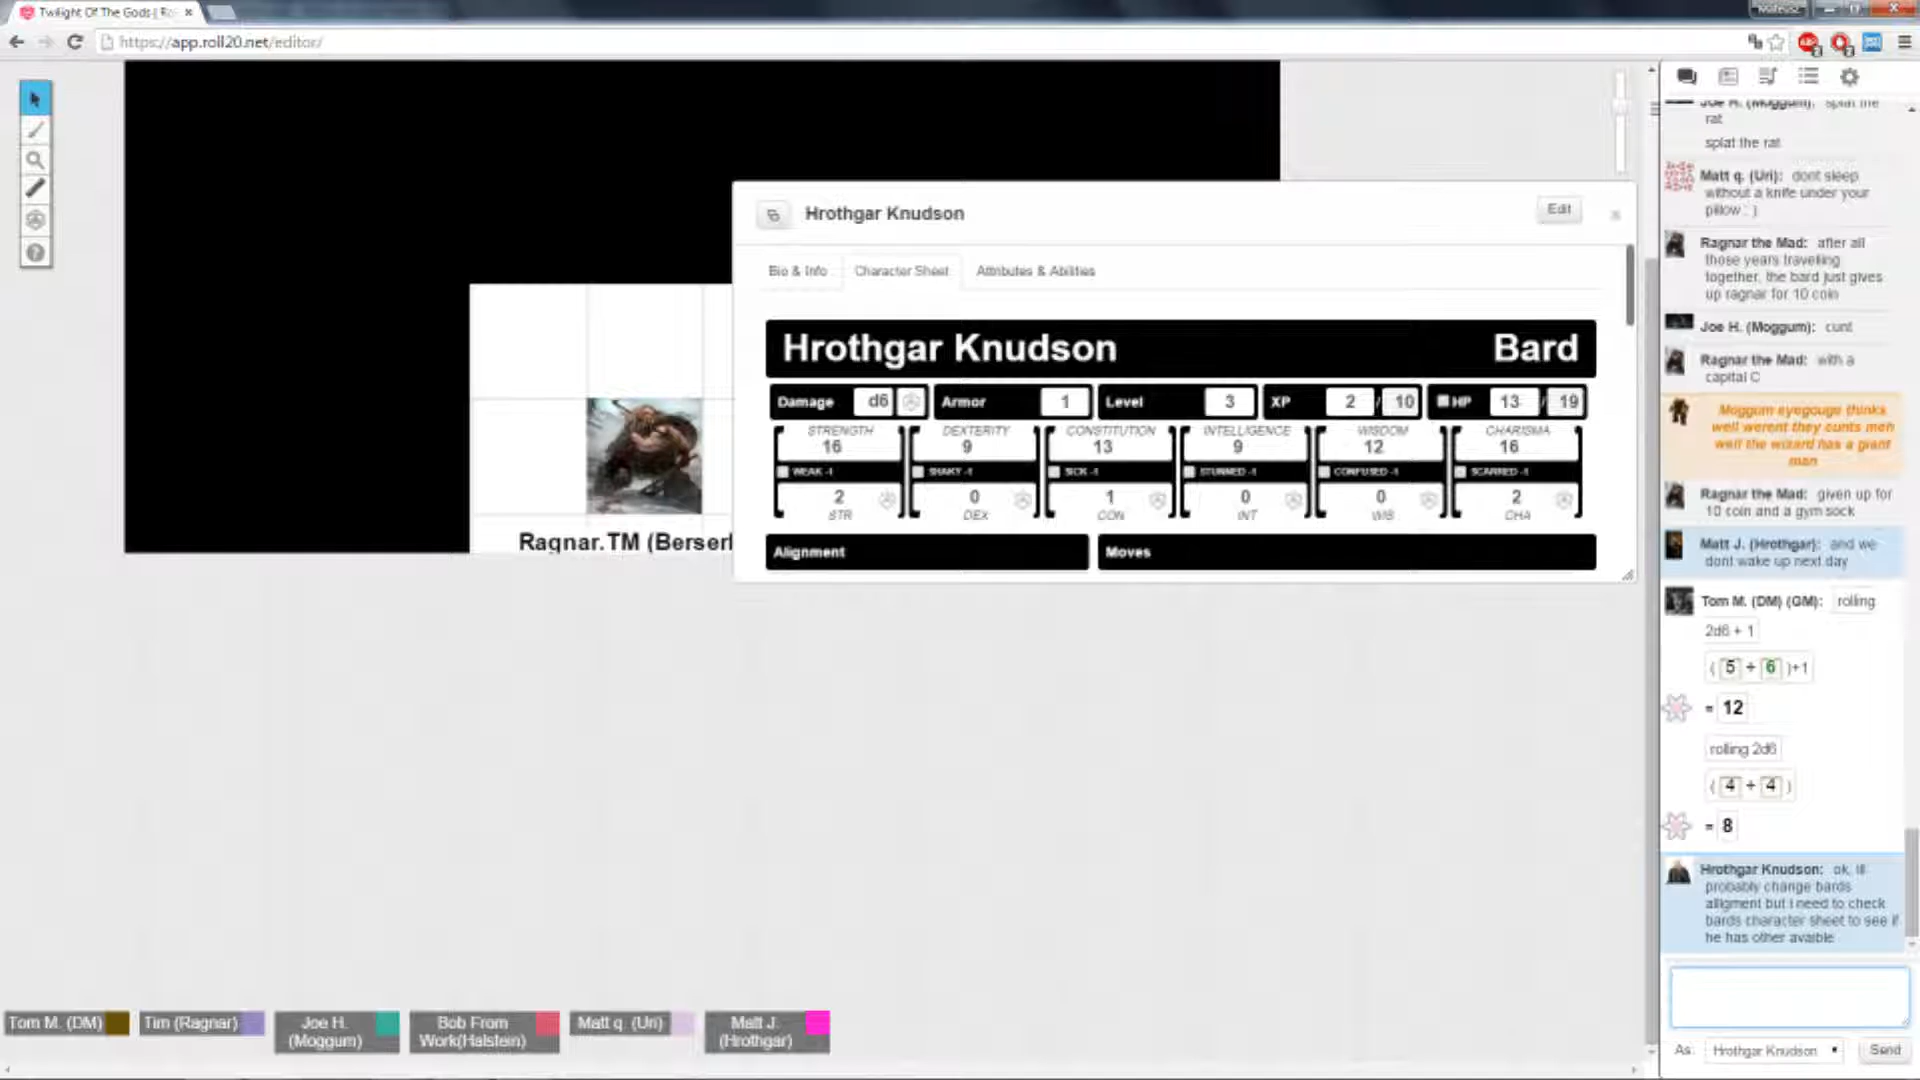 Twilight Of The Gods | Ro
Mateusz
https://app.roll20.net/editor/
Hrothgar Knudson
Edit
Bio & Info
Character Sheet
Attributes & Abilities
Hrothgar Knudson
Bard
Damage
d6
Armor
1
Level
3
XP
2 / 10
HP
13 / 19
STRENGTH
DEXTERITY
CONSTITUTION
INTELLIGENCE
WISDOM
CHARISMA
16
9
13
9
12
16
WEAK -1
SHAKY -1
SICK -1
STUNNED -1
CONFUSED -1
SCARRED -1
2
0
1
0
0
2
STR
DEX
CON
INT
WIS
CHA
Alignment
Moves
Ragnar.TM (Berserk
Joe H. (Moggum): splat the
rat
splat the rat
Matt q. (Uri): dont sleep
without a knife under your
pillow : )
Ragnar the Mad: after all
those years travelling
together, the bard just gives
up ragnar for 10 coin
Joe H. (Moggum): cunt
Ragnar the Mad: with a
capital C
Moggum eyegouge thinks
well werent they cunts meh
well the wizard has a giant
man
Ragnar the Mad: given up for
10 coin and a gym sock
Matt J. (Hrothgar): and we
dont wake up next day
Tom M. (DM) (GM): rolling
2d6 + 1
( 5 + 6 )+1
= 12
rolling 2d6
( 4 + 4 )
= 8
Hrothgar Knudson: ok, ill
probably change bards
alligment but i need to check
bards character sheet to see if
he has other avaible
As: Hrothgar Knudson
Send
Tom M. (DM)
Tim (Ragnar)
Joe H.
(Moggum)
Bob From
Work(Halstein)
Matt q. (Uri)
Matt J.
(Hrothgar)